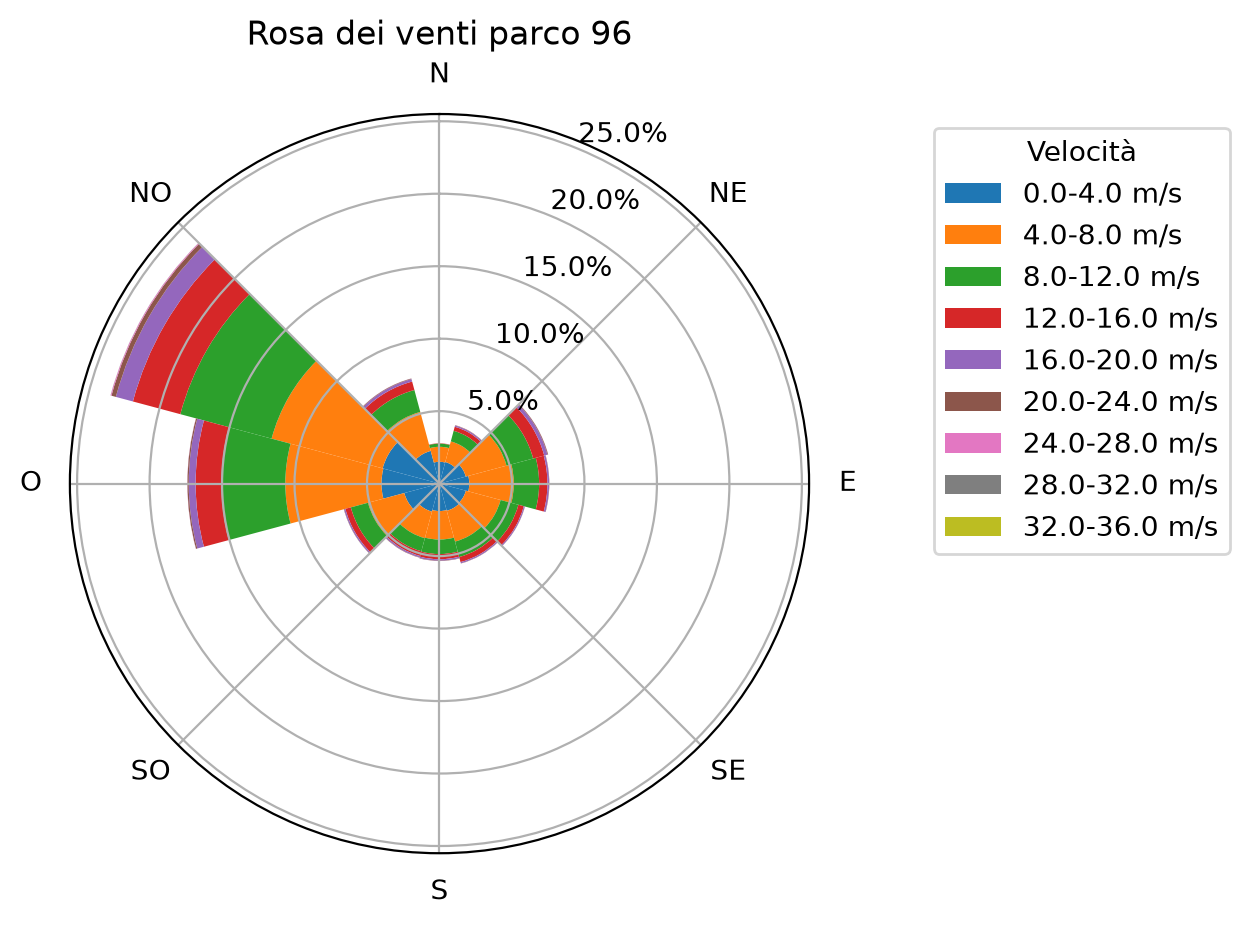 Rosa dei venti parco 96
N
25.0%
NO
NE
20.0%
15.0%
10.0%
5.0%
O
E
SO
SE
S
Velocità
0.0-4.0 m/s
4.0-8.0 m/s
8.0-12.0 m/s
12.0-16.0 m/s
16.0-20.0 m/s
20.0-24.0 m/s
24.0-28.0 m/s
28.0-32.0 m/s
32.0-36.0 m/s